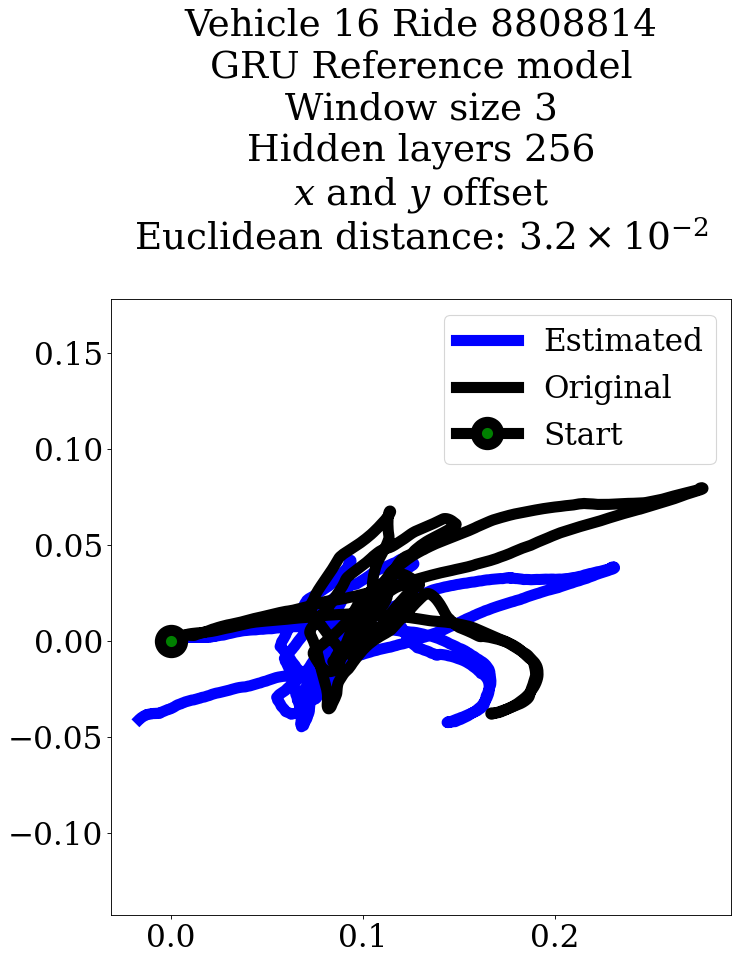 Vehicle 16 Ride 8808814
GRU Reference model
Window size 3
Hidden layers 256
x and y offset
Euclidean distance: 3.2 × 10⁻²
Estimated
Original
Start
0.15
0.10
0.05
0.00
−0.05
−0.10
0.0 0.1 0.2